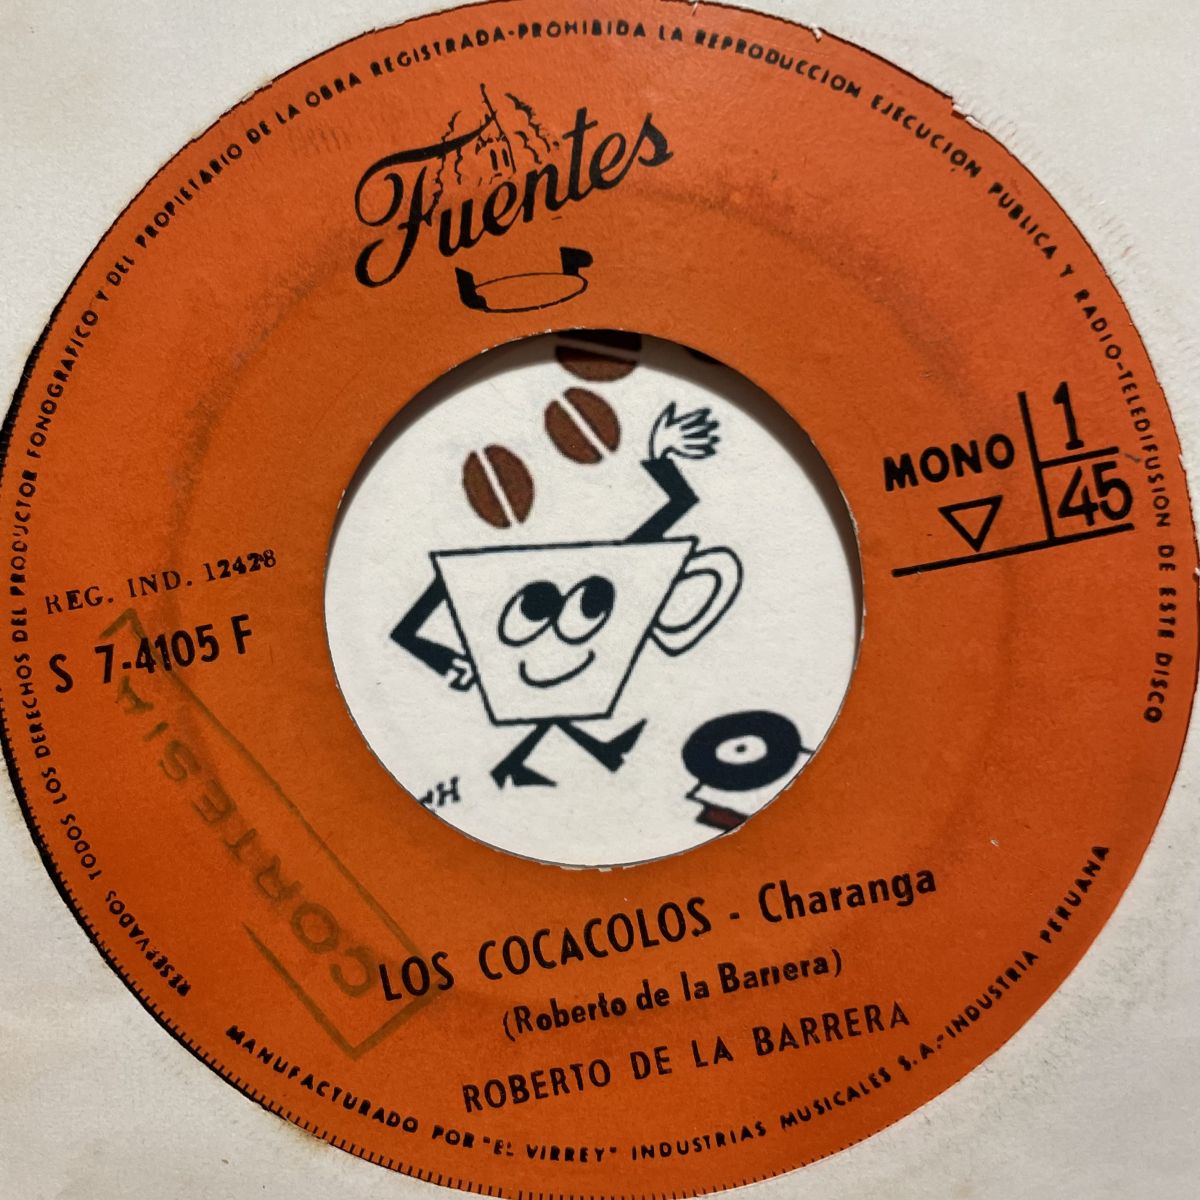 RESERVADOS TODOS LOS DERECHOS DEL PRODUCTOR FONOGRAFICO Y DEL PROPIETARIO DE LA OBRA REGISTRADA-PROHIBIDA LA REPRODUCCION EJECUCION PUBLICA Y RADIO-TELEDIFUSION DE ESTE DISCO
Fuentes
MONO 1
45
REG. IND. 12428
S 7-4105 F
CORTESIA
LOS COCACOLOS - Charanga
(Roberto de la Barrera)
ROBERTO DE LA BARRERA
MANUFACTURADO POR "EL VIRREY" INDUSTRIAS MUSICALES S.A.-INDUSTRIA PERUANA